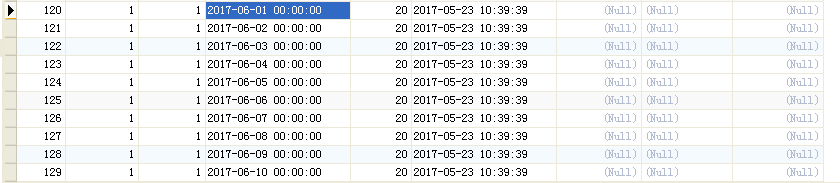 120 1 1 2017-06-01 00:00:00 20 2017-05-23 10:39:39 (Null) (Null) (Null)
121 1 1 2017-06-02 00:00:00 20 2017-05-23 10:39:39 (Null) (Null) (Null)
122 1 1 2017-06-03 00:00:00 20 2017-05-23 10:39:39 (Null) (Null) (Null)
123 1 1 2017-06-04 00:00:00 20 2017-05-23 10:39:39 (Null) (Null) (Null)
124 1 1 2017-06-05 00:00:00 20 2017-05-23 10:39:39 (Null) (Null) (Null)
125 1 1 2017-06-06 00:00:00 20 2017-05-23 10:39:39 (Null) (Null) (Null)
126 1 1 2017-06-07 00:00:00 20 2017-05-23 10:39:39 (Null) (Null) (Null)
127 1 1 2017-06-08 00:00:00 20 2017-05-23 10:39:39 (Null) (Null) (Null)
128 1 1 2017-06-09 00:00:00 20 2017-05-23 10:39:39 (Null) (Null) (Null)
129 1 1 2017-06-10 00:00:00 20 2017-05-23 10:39:39 (Null) (Null) (Null)